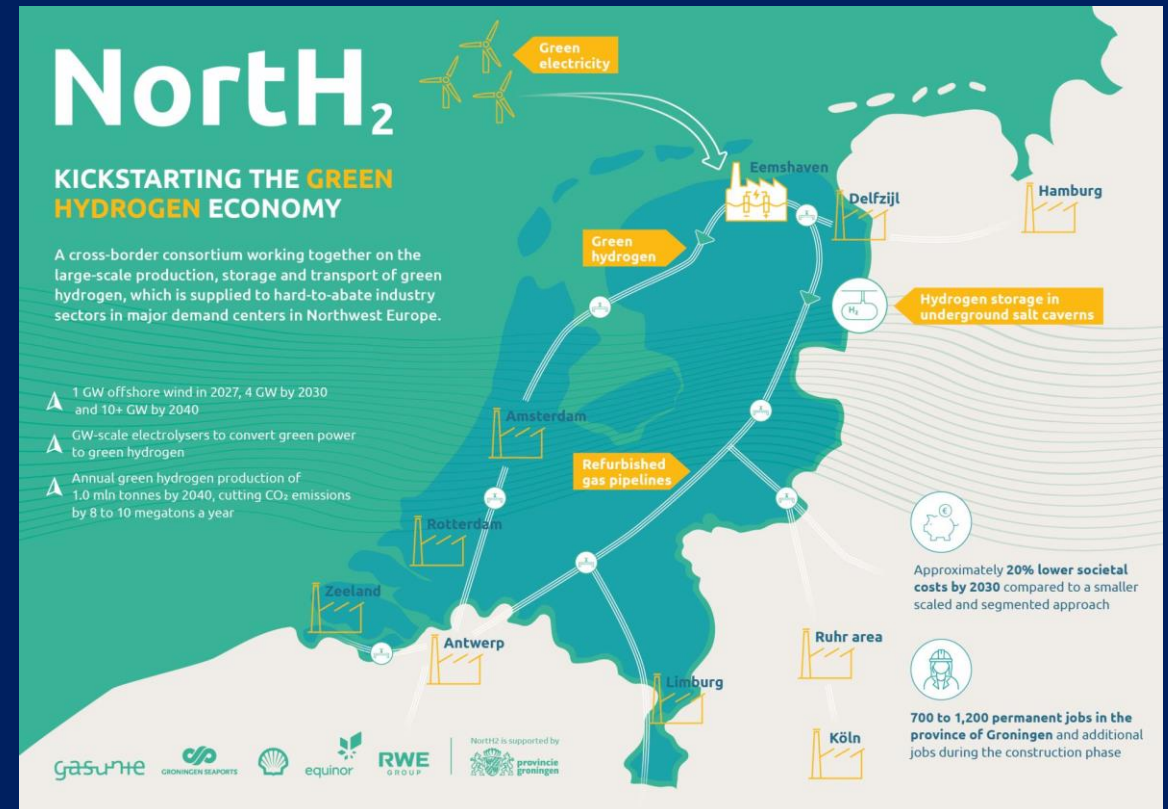 NortH₂
KICKSTARTING THE GREEN
HYDROGEN ECONOMY
A cross-border consortium working together on the
large-scale production, storage and transport of green
hydrogen, which is supplied to hard-to-abate industry
sectors in major demand centers in Northwest Europe.
1 GW offshore wind in 2027, 4 GW by 2030
and 10+ GW by 2040
GW-scale electrolysers to convert green power
to green hydrogen
Annual green hydrogen production of
1.0 mln tonnes by 2040, cutting CO₂ emissions
by 8 to 10 megatons a year
Green
electricity
Eemshaven
Delfzijl
Hamburg
Green
hydrogen
H₂
Hydrogen storage in
underground salt caverns
Amsterdam
Refurbished
gas pipelines
Rotterdam
Zeeland
Antwerp
Limburg
Ruhr area
Köln
€
Approximately 20% lower societal
costs by 2030 compared to a smaller
scaled and segmented approach
700 to 1,200 permanent jobs in the
province of Groningen and additional
jobs during the construction phase
gasunie
GRONINGEN SEAPORTS
equinor
RWE
GROUP
NortH2 is supported by
provincie
groningen